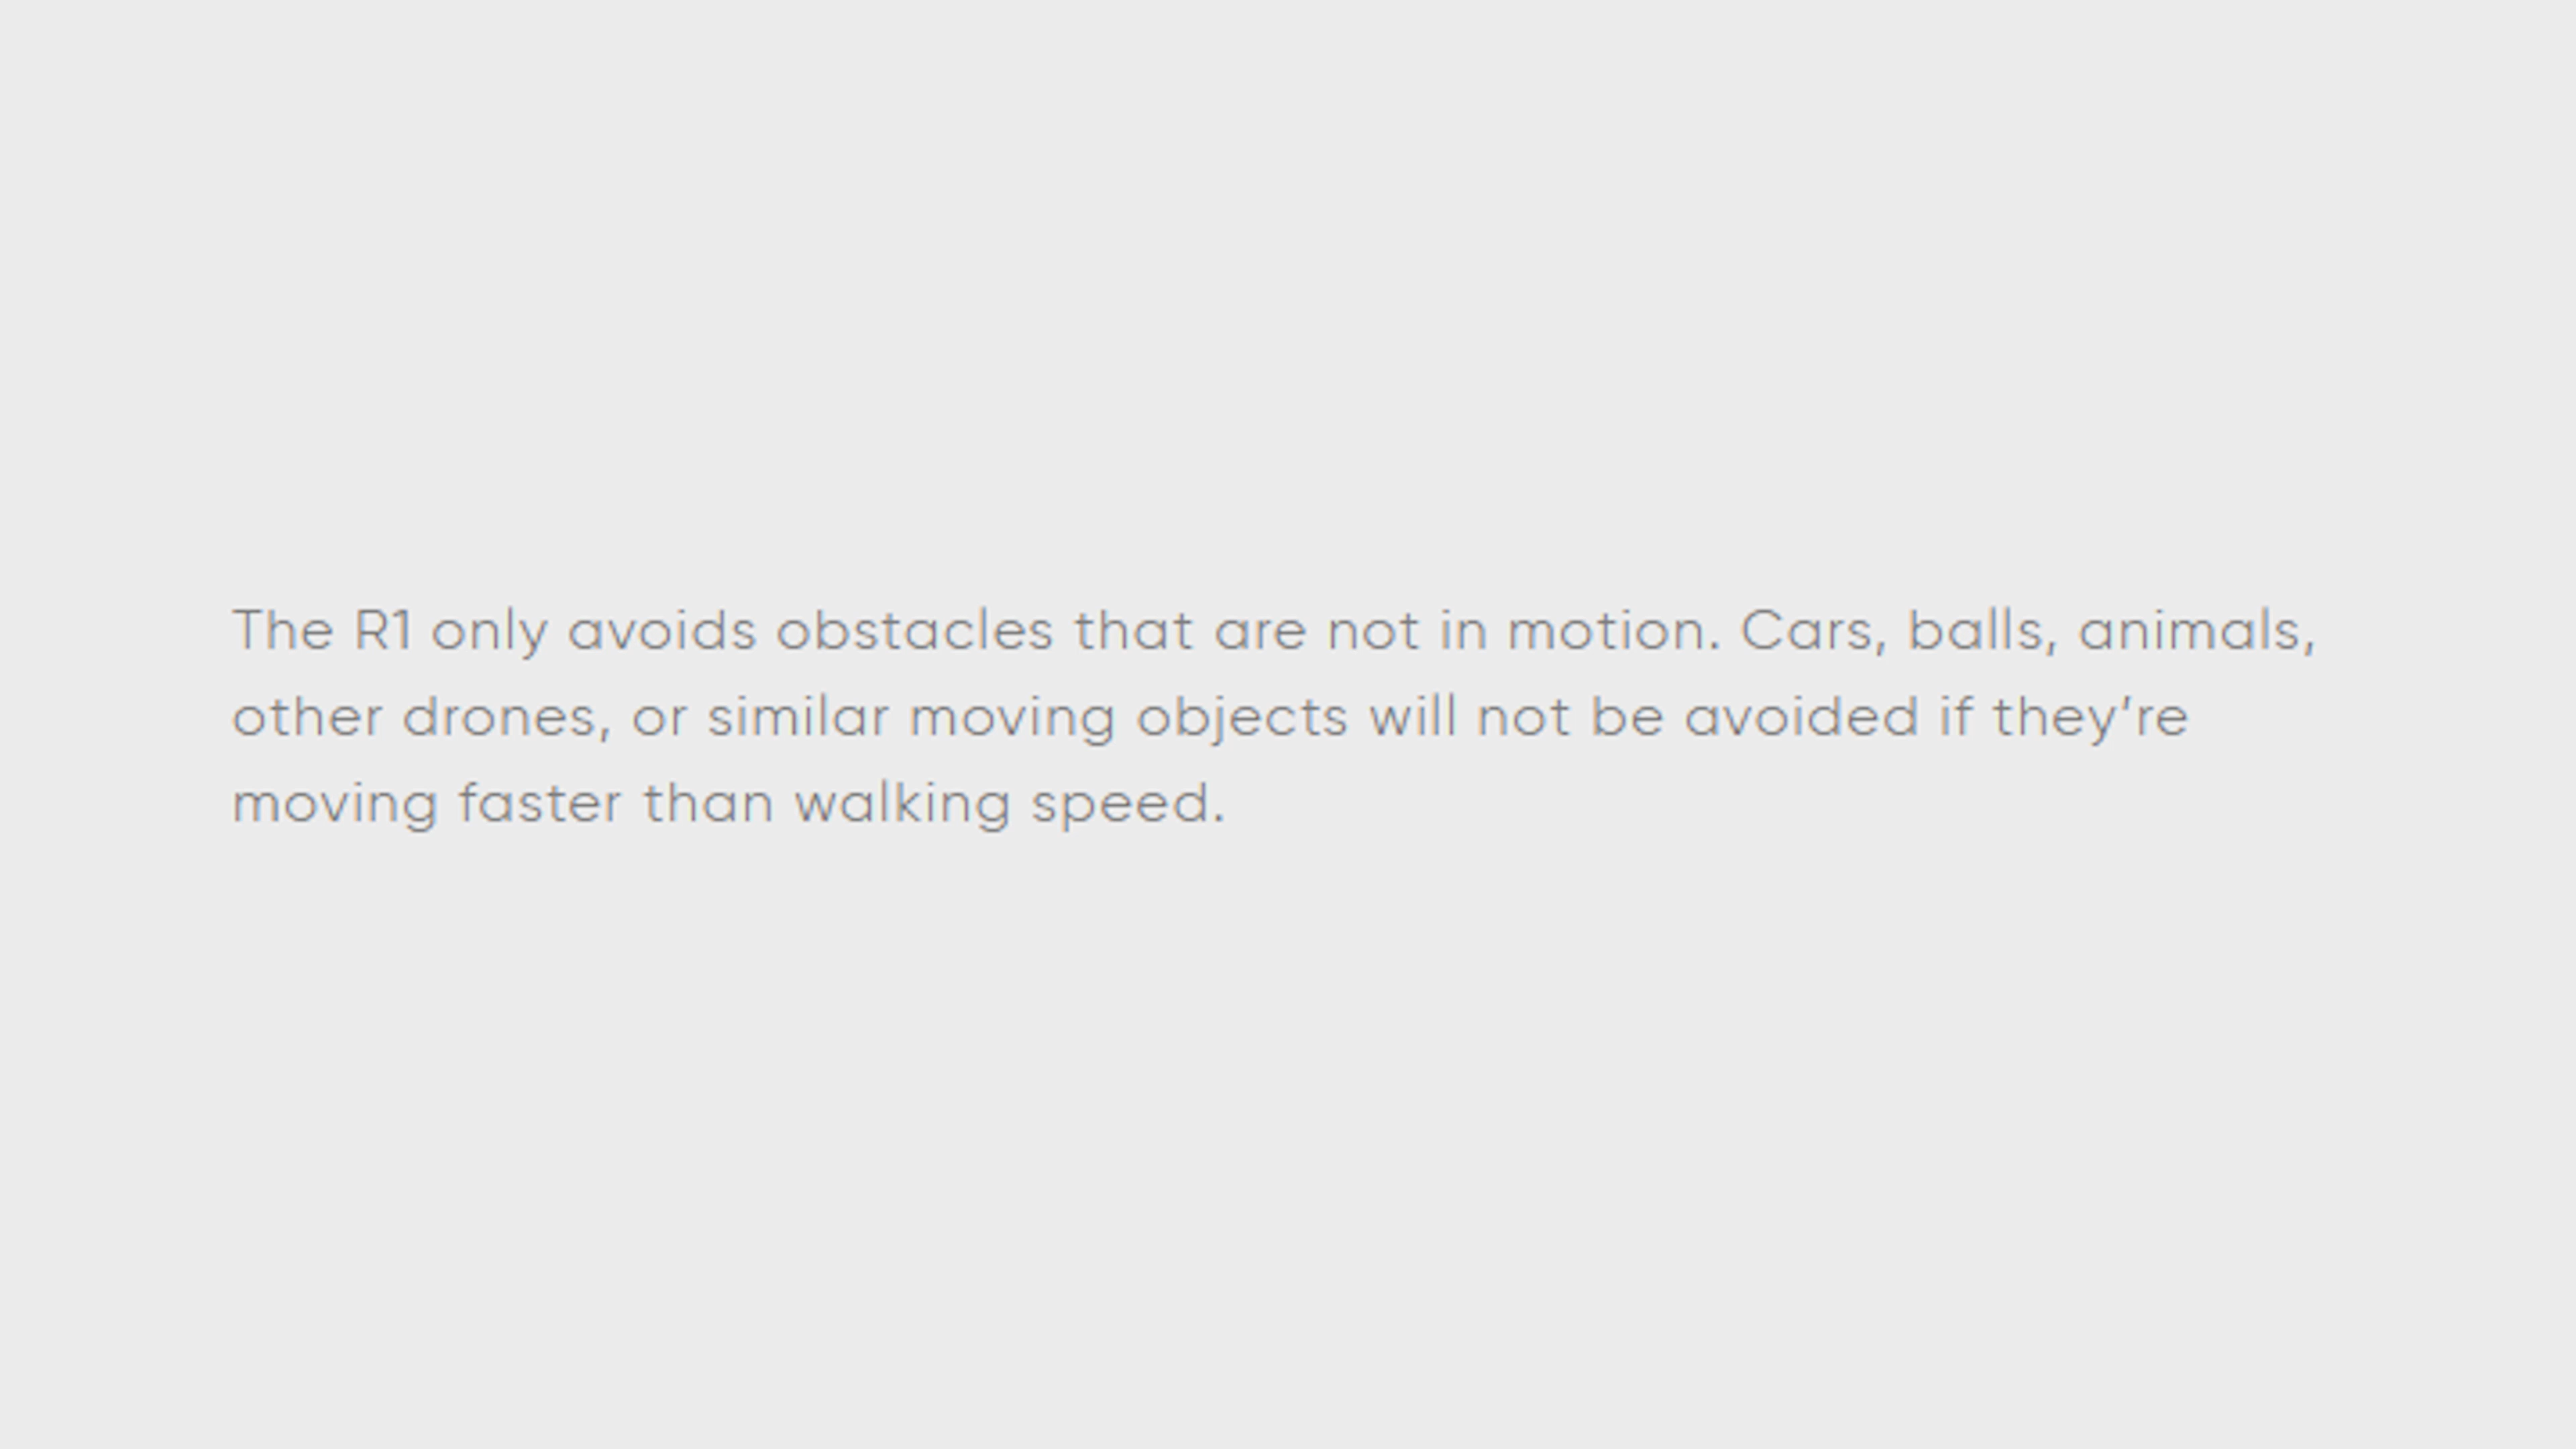 The R1 only avoids obstacles that are not in motion. Cars, balls, animals,
other drones, or similar moving objects will not be avoided if they’re
moving faster than walking speed.